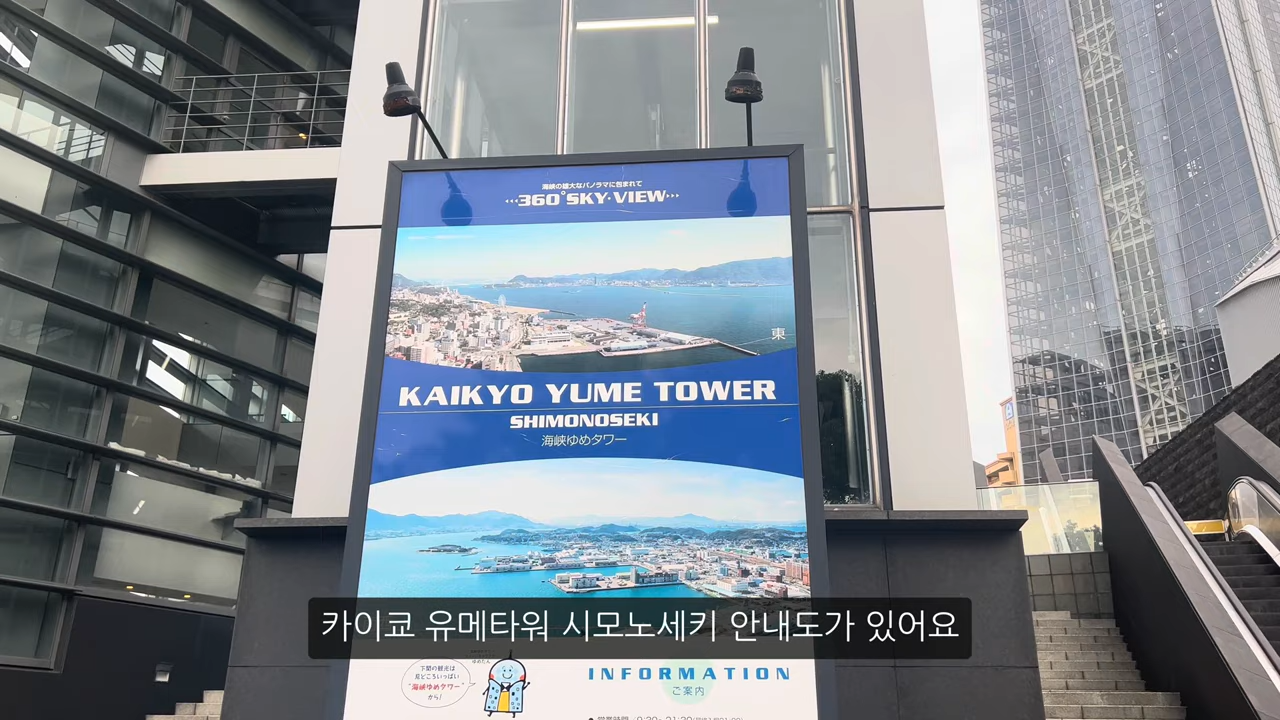 海峡の雄大なパノラマに包まれて
360°SKY·VIEW
東
KAIKYO YUME TOWER
SHIMONOSEKI
海峡ゆめタワー
카이쿄 유메타워 시모노세키 안내도가 있어요
下関の観光は
見どころいっぱい
"海峡ゆめタワー"
から!
INFORMATION
ご案内